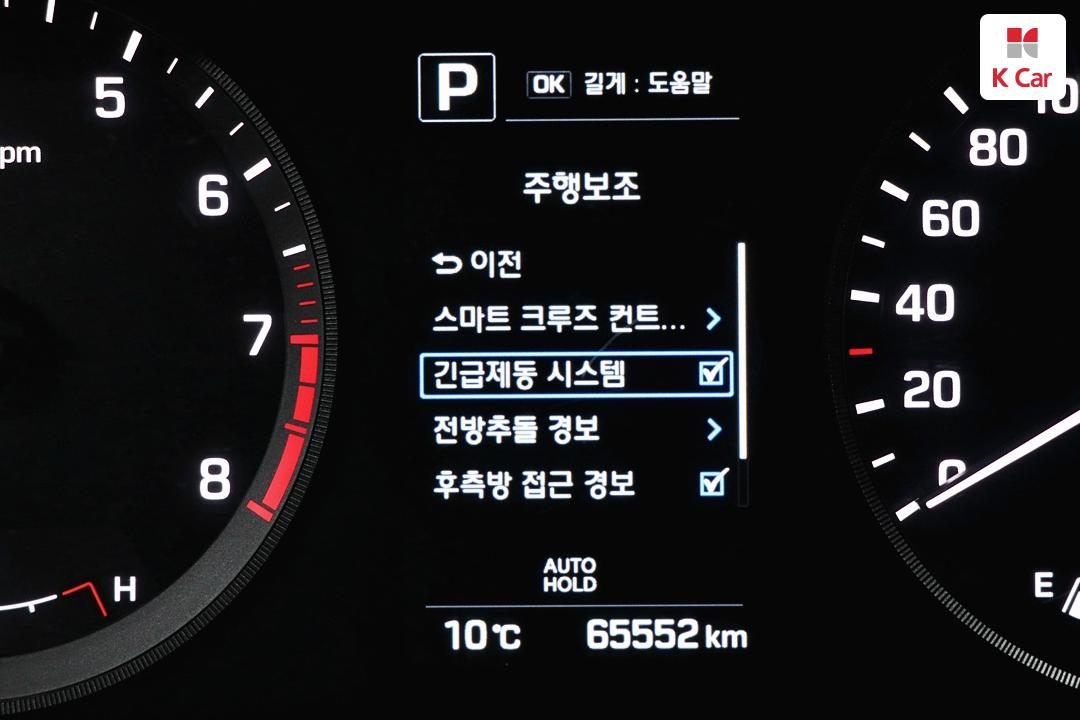 K Car
5
6
7
8
pm
H
P
OK 길게 : 도움말
주행보조
이전
스마트 크루즈 컨트...
긴급제동 시스템
전방추돌 경보
후측방 접근 경보
AUTO
HOLD
10℃ 65552 km
80
60
40
20
0
E